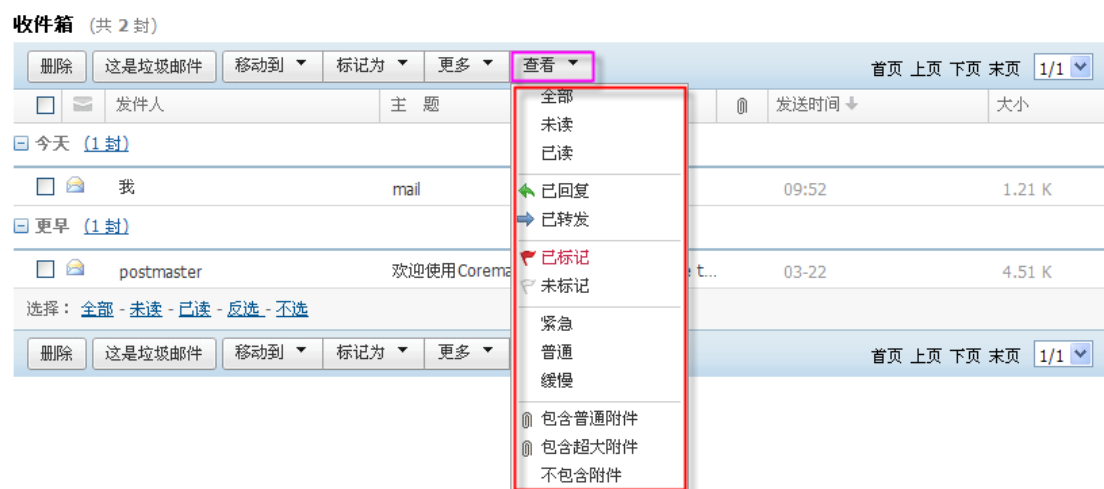 收件箱 (共 2 封)
删除 这是垃圾邮件 移动到 标记为 更多 查看 首页 上页 下页 末页 1/1
发件人 主 题 发送时间 大小
今天 (1 封)
我 mail 09:52 1.21 K
更早 (1 封)
postmaster 欢迎使用Corema t... 03-22 4.51 K
选择： 全部 - 未读 - 已读 - 反选 - 不选
删除 这是垃圾邮件 移动到 标记为 更多 首页 上页 下页 末页 1/1
全部
未读
已读
已回复
已转发
已标记
未标记
紧急
普通
缓慢
包含普通附件
包含超大附件
不包含附件